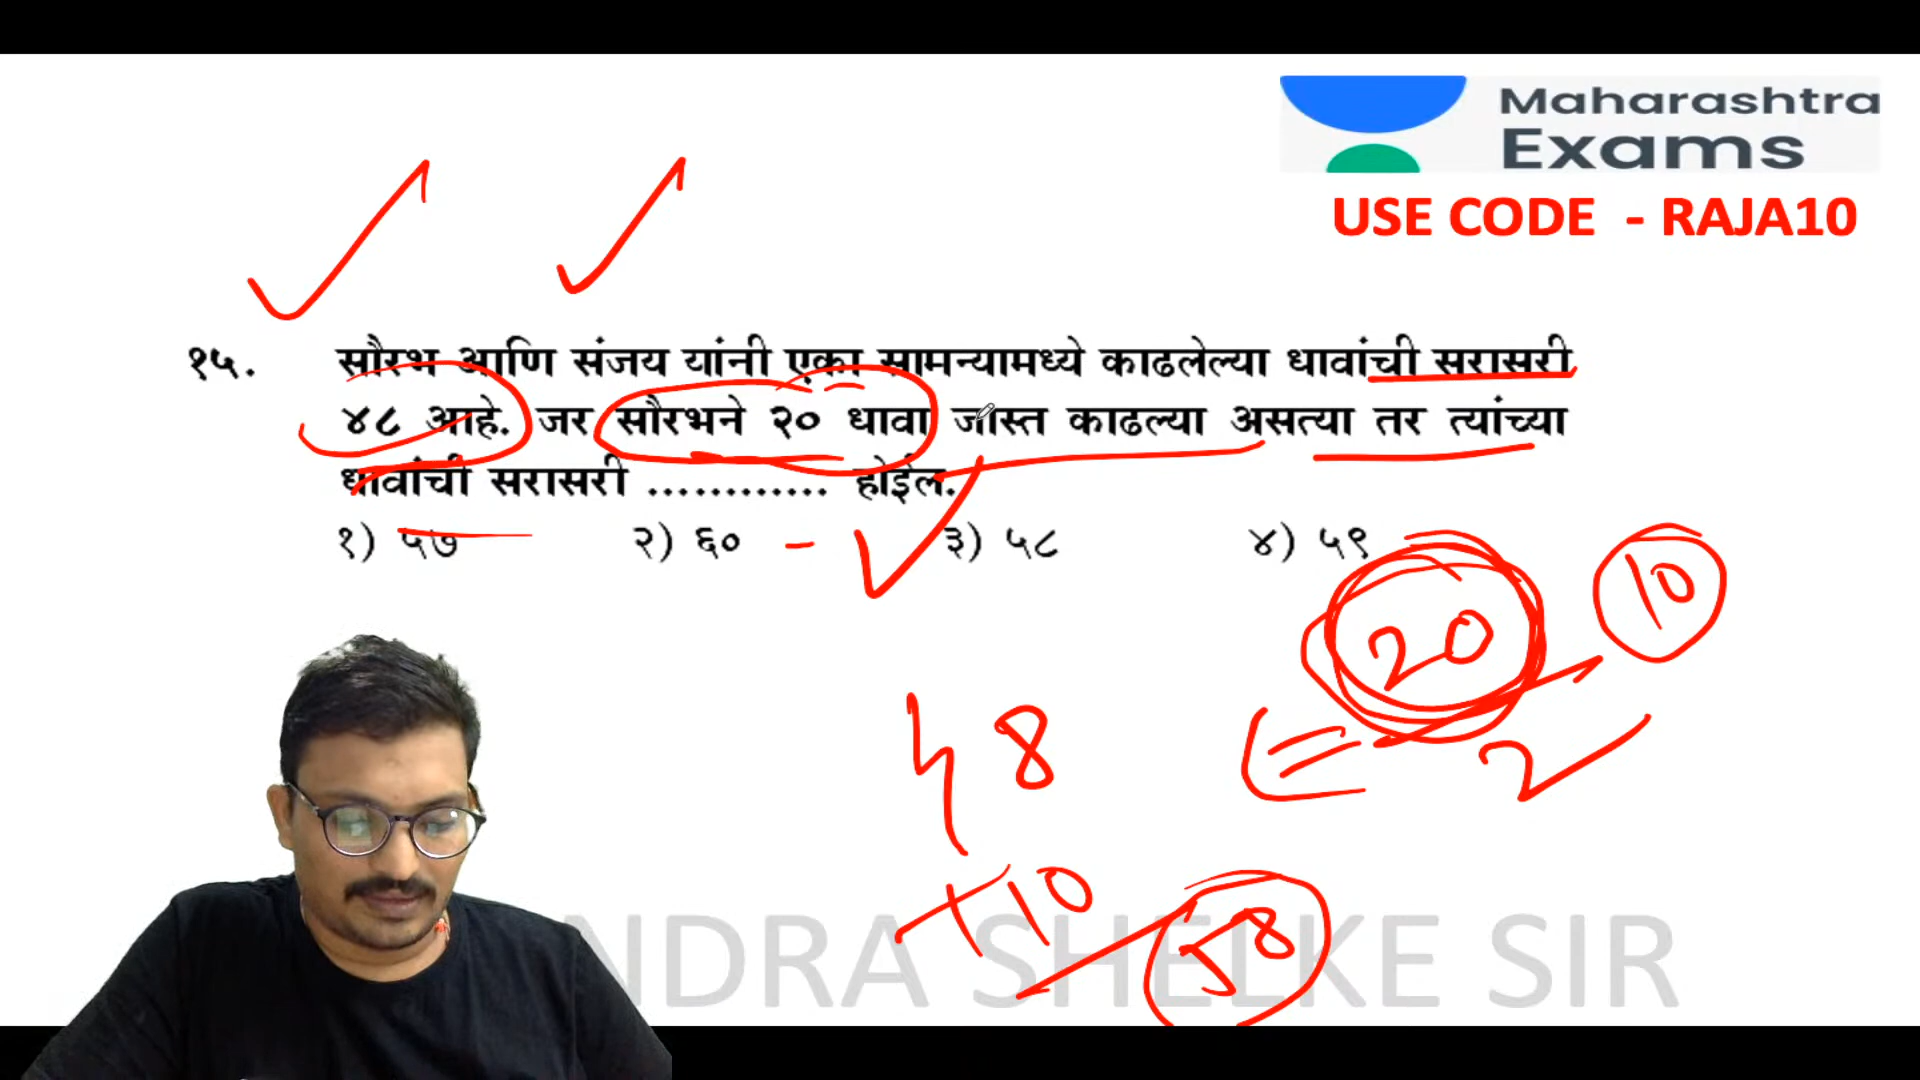 Maharashtra
Exams
USE CODE - RAJA10
१५. सौरभ आणि संजय यांनी एका सामन्यामध्ये काढलेल्या धावांची सरासरी
४८ आहे. जर सौरभने २० धावा जास्त काढल्या असत्या तर त्यांच्या
धावांची सरासरी ............ होईल.
१) ५७ २) ६० ३) ५८ ४) ५९
20
10
2
48
+10
58
NDRA SHELKE SIR